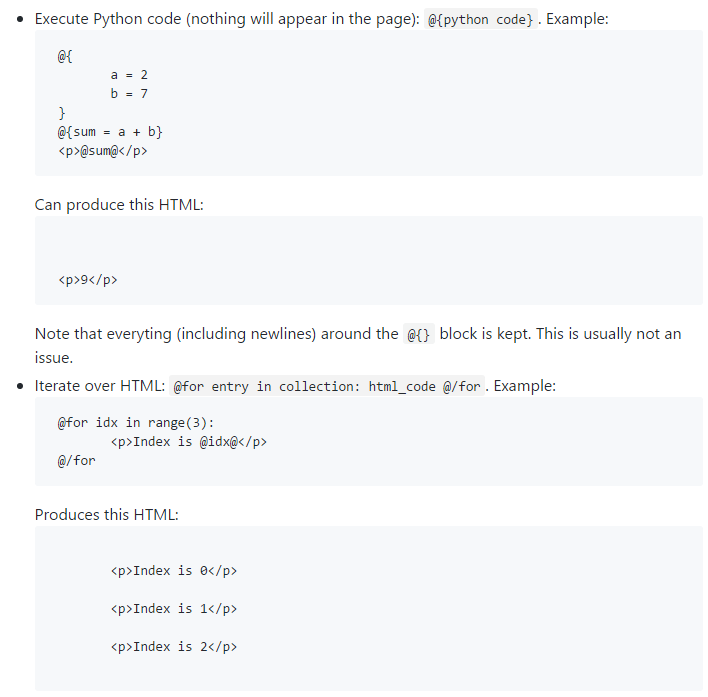 Execute Python code (nothing will appear in the page): @{python code} . Example:
@{
a = 2
b = 7
}
@{sum = a + b}
<p>@sum@</p>
Can produce this HTML:
<p>9</p>
Note that everyting (including newlines) around the @{} block is kept. This is usually not an
issue.
Iterate over HTML: @for entry in collection: html_code @/for . Example:
@for idx in range(3):
<p>Index is @idx@</p>
@/for
Produces this HTML:
<p>Index is 0</p>
<p>Index is 1</p>
<p>Index is 2</p>